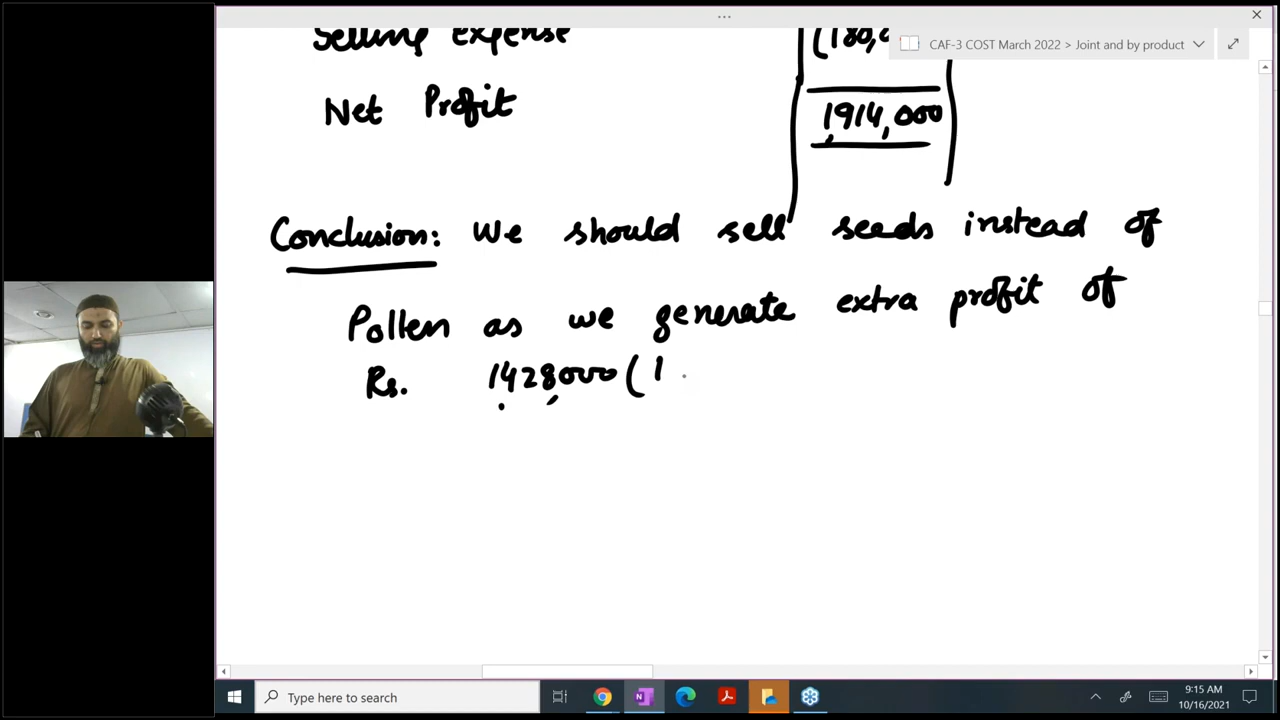 Selling expense (180,
CAF-3 COST March 2022 > Joint and by product
Net Profit 1914,000
Conclusion: We should sell seeds instead of
Pollen as we generate extra profit of
Rs. 1428000 ( 1
Type here to search
9:15 AM
10/16/2021